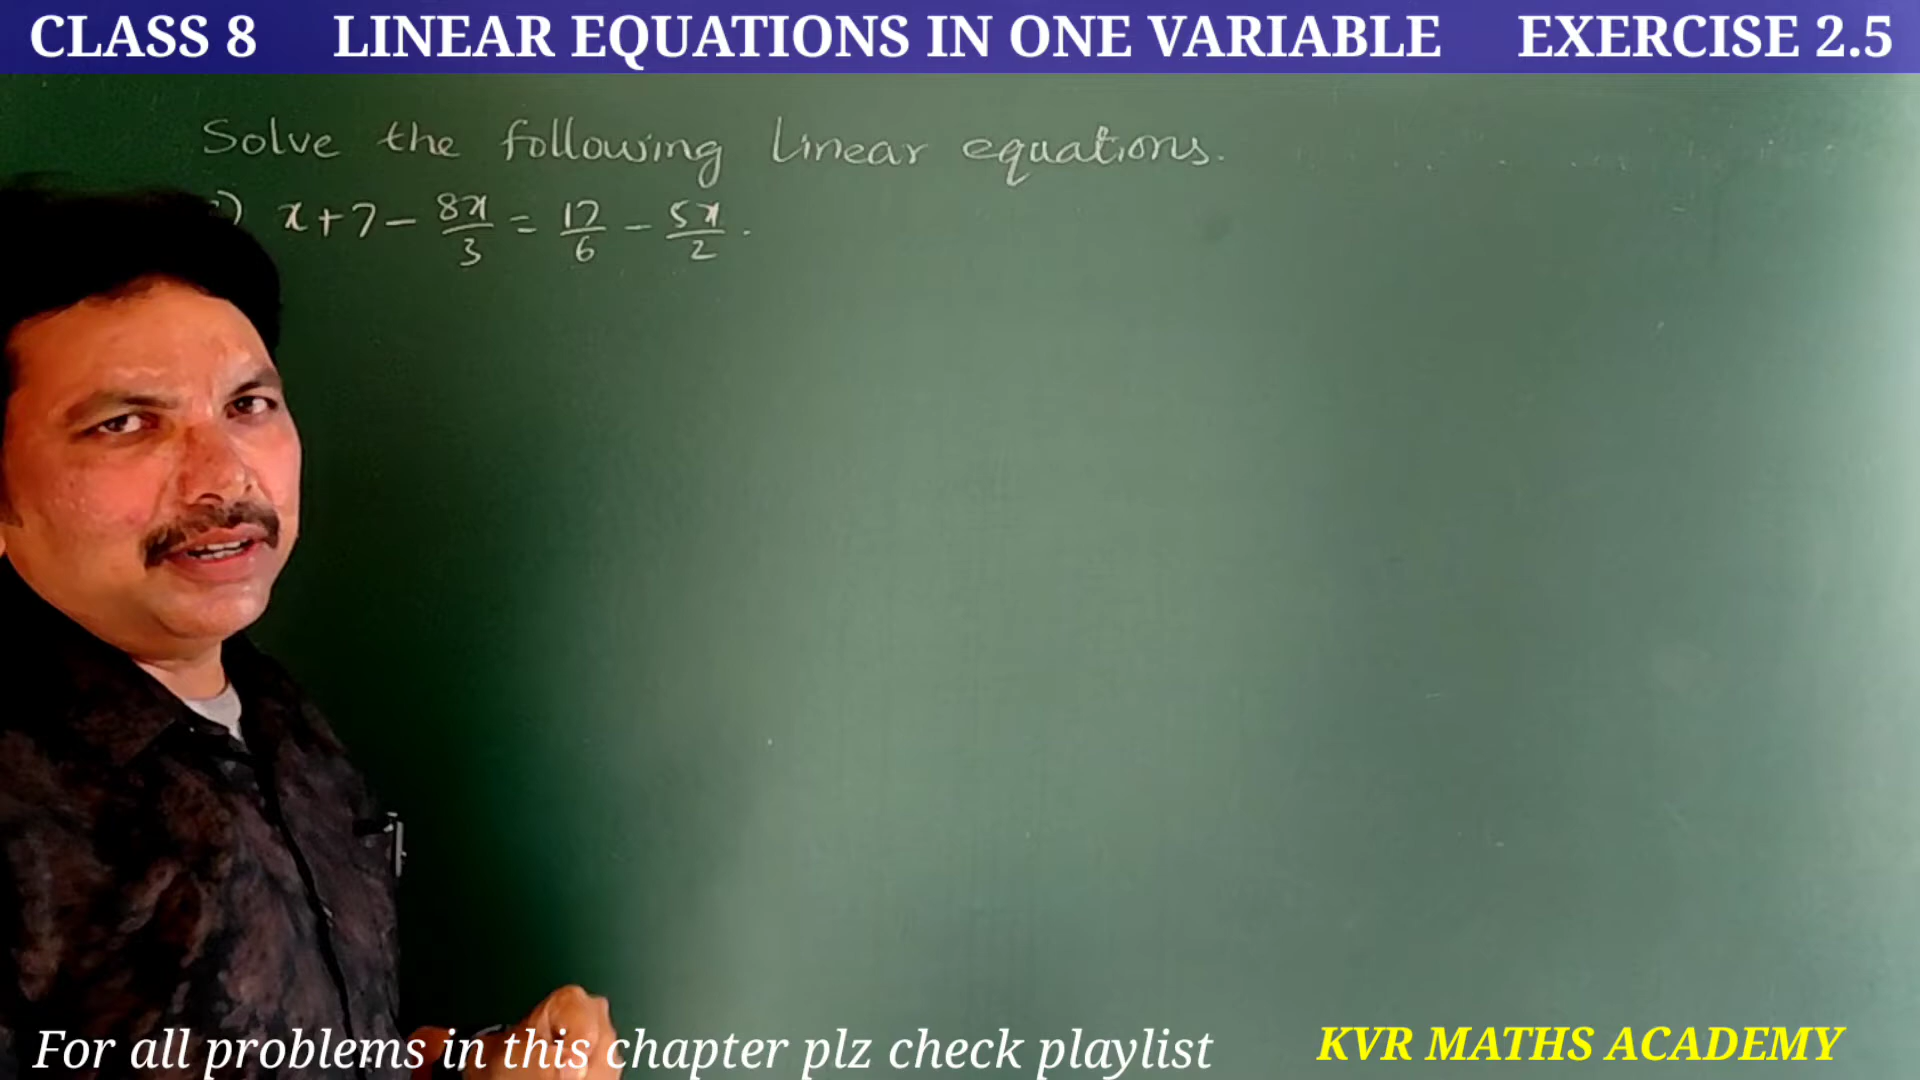 CLASS 8 LINEAR EQUATIONS IN ONE VARIABLE EXERCISE 2.5
Solve the following linear equations.
) x + 7 - 8x/3 = 17/6 - 5x/2.
For all problems in this chapter plz check playlist
KVR MATHS ACADEMY